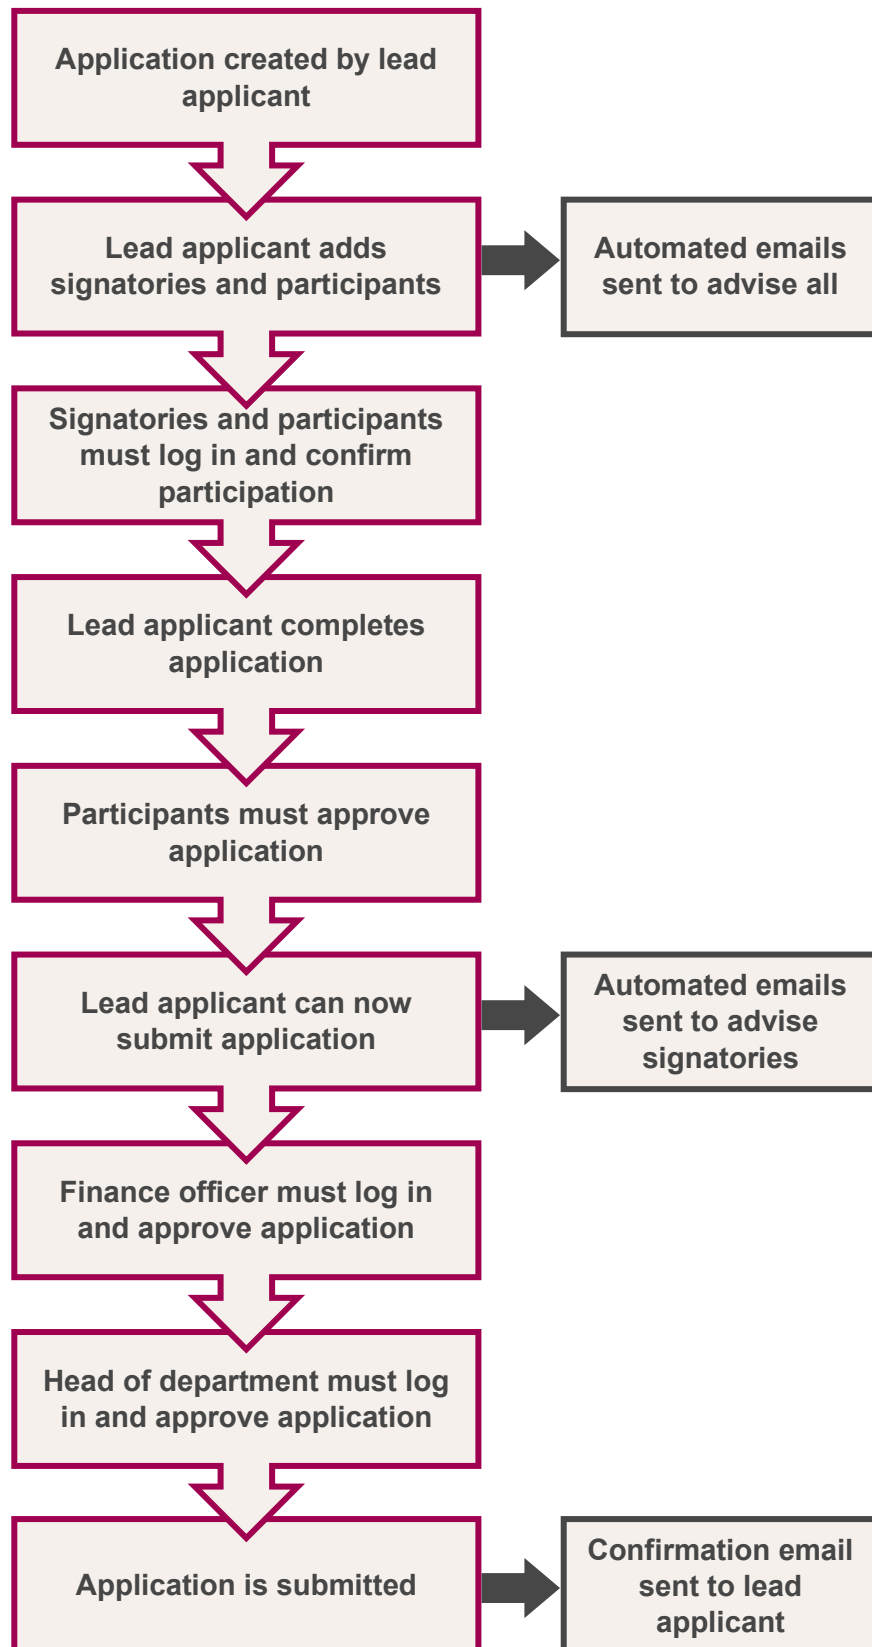 Application created by lead
applicant
Lead applicant adds
signatories and participants
Automated emails
sent to advise all
Signatories and participants
must log in and confirm
participation
Lead applicant completes
application
Participants must approve
application
Lead applicant can now
submit application
Automated emails
sent to advise
signatories
Finance officer must log in
and approve application
Head of department must log
in and approve application
Application is submitted
Confirmation email
sent to lead
applicant